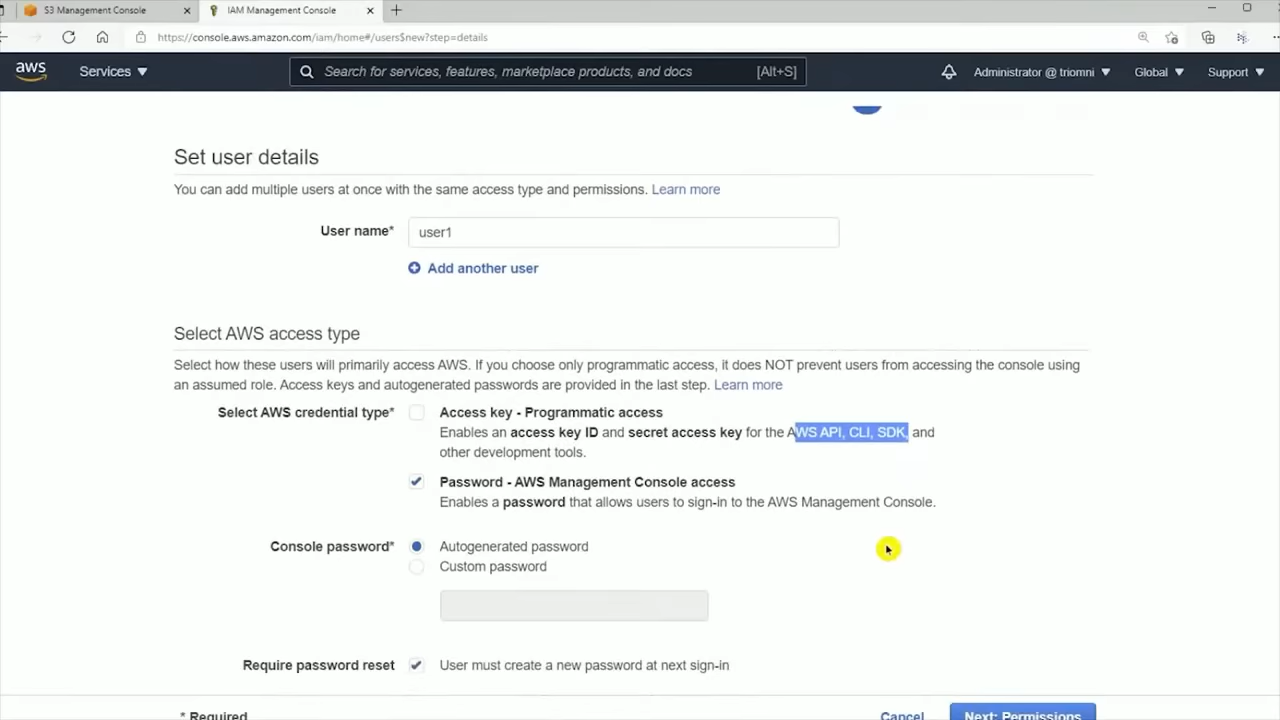 S3 Management Console
IAM Management Console
https://console.aws.amazon.com/iam/home#/users$new?step=details
aws
Services
Search for services, features, marketplace products, and docs
[Alt+S]
Administrator @ triomni
Global
Support
Set user details
You can add multiple users at once with the same access type and permissions. Learn more
User name*
user1
Add another user
Select AWS access type
Select how these users will primarily access AWS. If you choose only programmatic access, it does NOT prevent users from accessing the console using
an assumed role. Access keys and autogenerated passwords are provided in the last step. Learn more
Select AWS credential type*
Access key - Programmatic access
Enables an access key ID and secret access key for the AWS API, CLI, SDK, and
other development tools.
Password - AWS Management Console access
Enables a password that allows users to sign-in to the AWS Management Console.
Console password*
Autogenerated password
Custom password
Require password reset
User must create a new password at next sign-in
* Required
Cancel
Next: Permissions